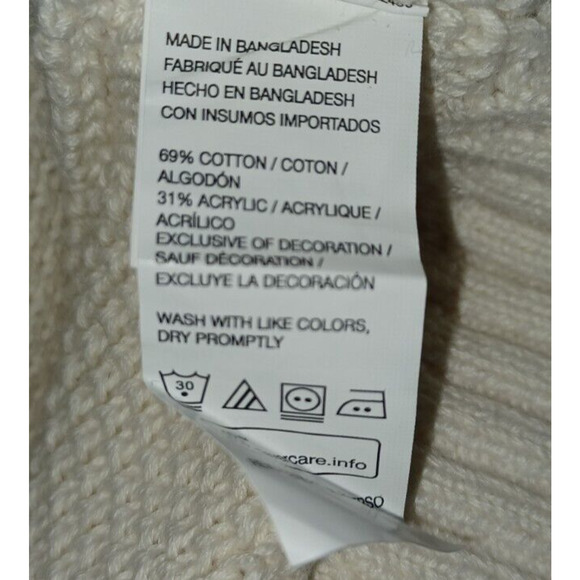 MADE IN BANGLADESH
FABRIQUÉ AU BANGLADESH
HECHO EN BANGLADESH
CON INSUMOS IMPORTADOS
69% COTTON / COTON /
ALGODÓN
31% ACRYLIC / ACRYLIQUE /
ACRÍLICO
EXCLUSIVE OF DECORATION /
SAUF DÉCORATION /
EXCLUYE LA DECORACIÓN
WASH WITH LIKE COLORS,
DRY PROMPTLY
30
care.info